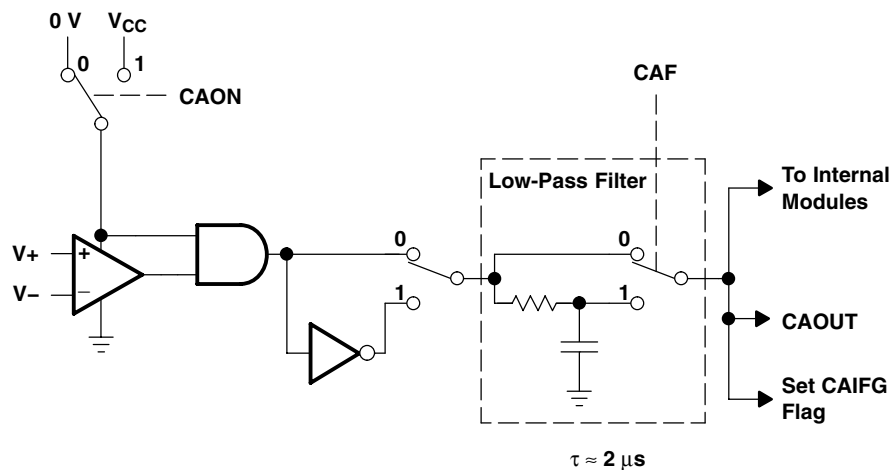 0 V VCC
0 1
CAON
CAF
Low-Pass Filter
To Internal
Modules
V+
+
V−
−
0
1
0
1
CAOUT
Set CAIFG
Flag
τ ≈ 2 μs